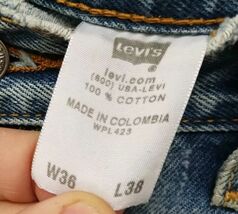 Levi's
levi.com
(800) USA-LEVI
100 % COTTON
MADE IN COLOMBIA
WPL423
W36 L38